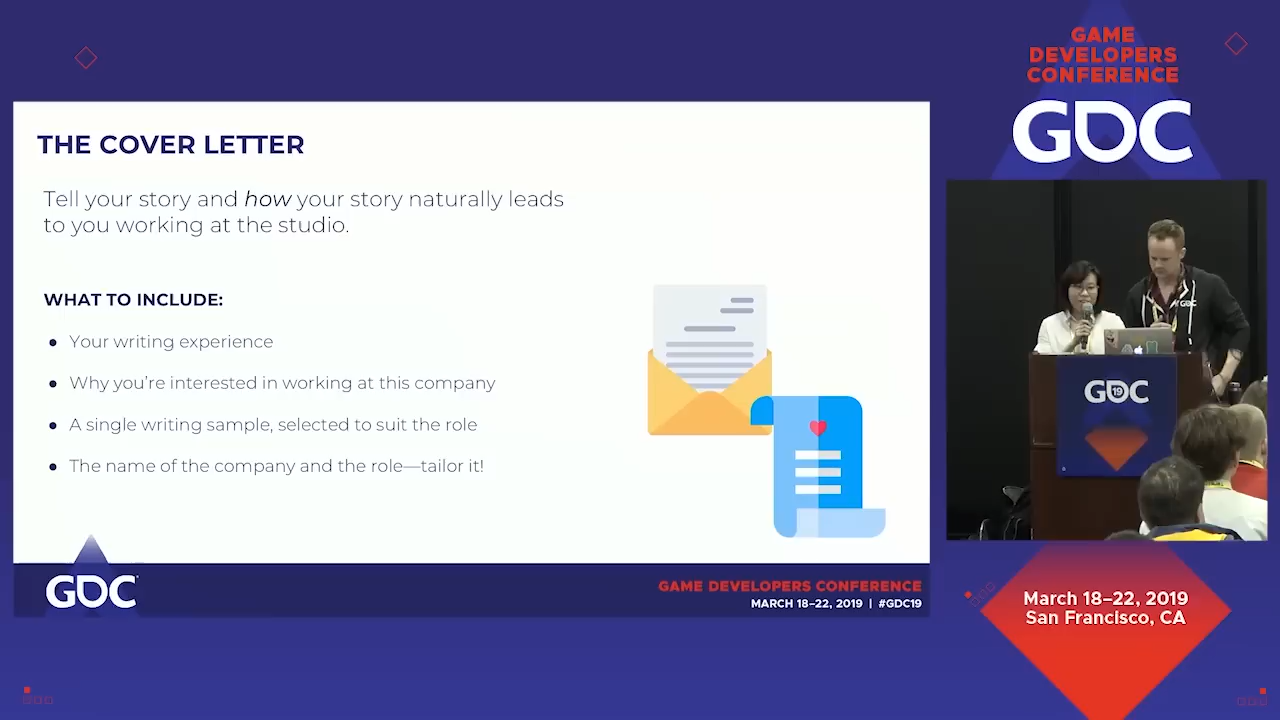 THE COVER LETTER
Tell your story and how your story naturally leads
to you working at the studio.
WHAT TO INCLUDE:
• Your writing experience
• Why you’re interested in working at this company
• A single writing sample, selected to suit the role
• The name of the company and the role—tailor it!
GDC
GAME DEVELOPERS CONFERENCE
MARCH 18–22, 2019 | #GDC19
GAME
DEVELOPERS
CONFERENCE
GDC
GDC
GDC
19
March 18–22, 2019
San Francisco, CA